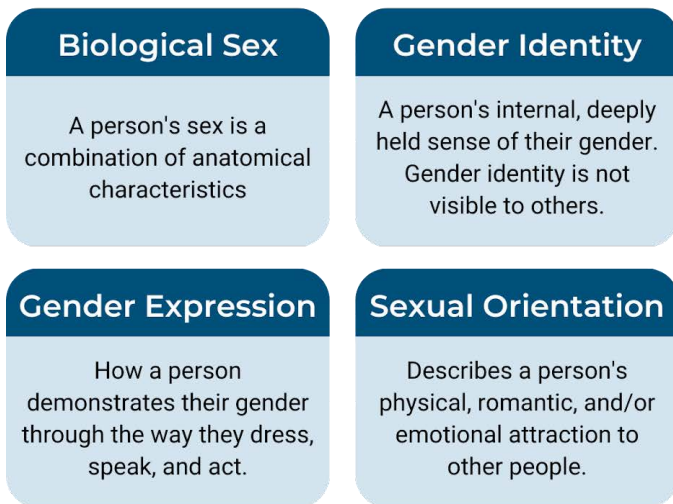 Biological Sex
A person's sex is a
combination of anatomical
characteristics
Gender Identity
A person's internal, deeply
held sense of their gender.
Gender identity is not
visible to others.
Gender Expression
How a person
demonstrates their gender
through the way they dress,
speak, and act.
Sexual Orientation
Describes a person's
physical, romantic, and/or
emotional attraction to
other people.